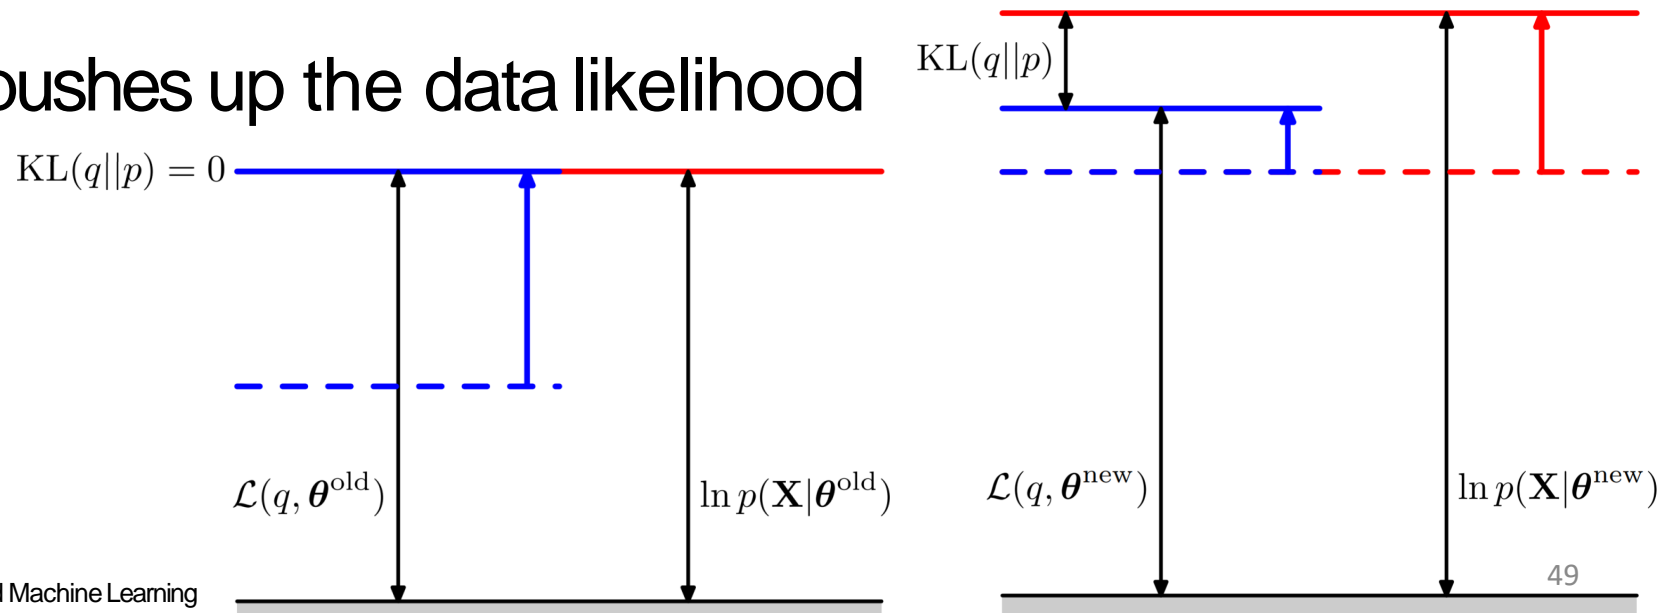 pushes up the data likelihood
KL(q||p) = 0
ℒ(q, θ^old)
ln p(X|θ^old)
KL(q||p)
ℒ(q, θ^new)
ln p(X|θ^new)
Machine Learning
49